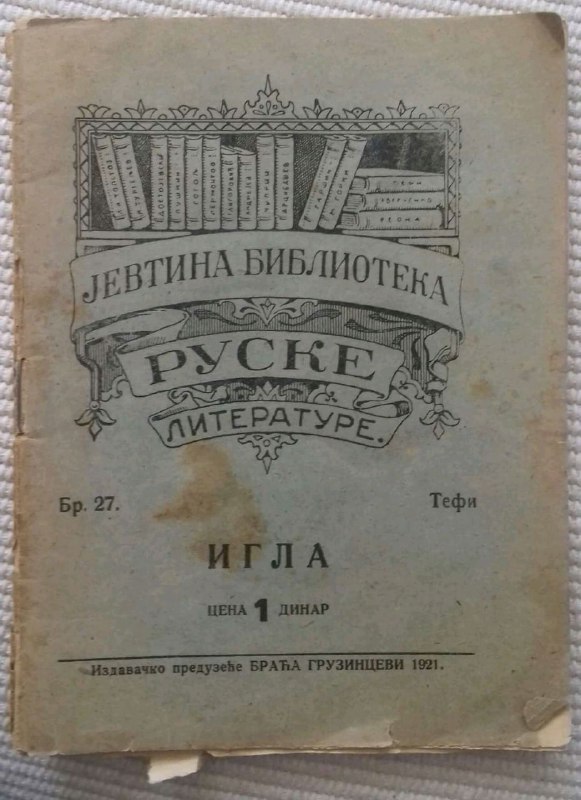 ЈЕВТИНА БИБЛИОТЕКА
РУСКЕ
ЛИТЕРАТУРЕ.
Бр. 27. Тефи
ИГЛА
ЦЕНА 1 ДИНАР
Издавачко предузеће БРАЋА ГРУЗИНЦЕВИ 1921.